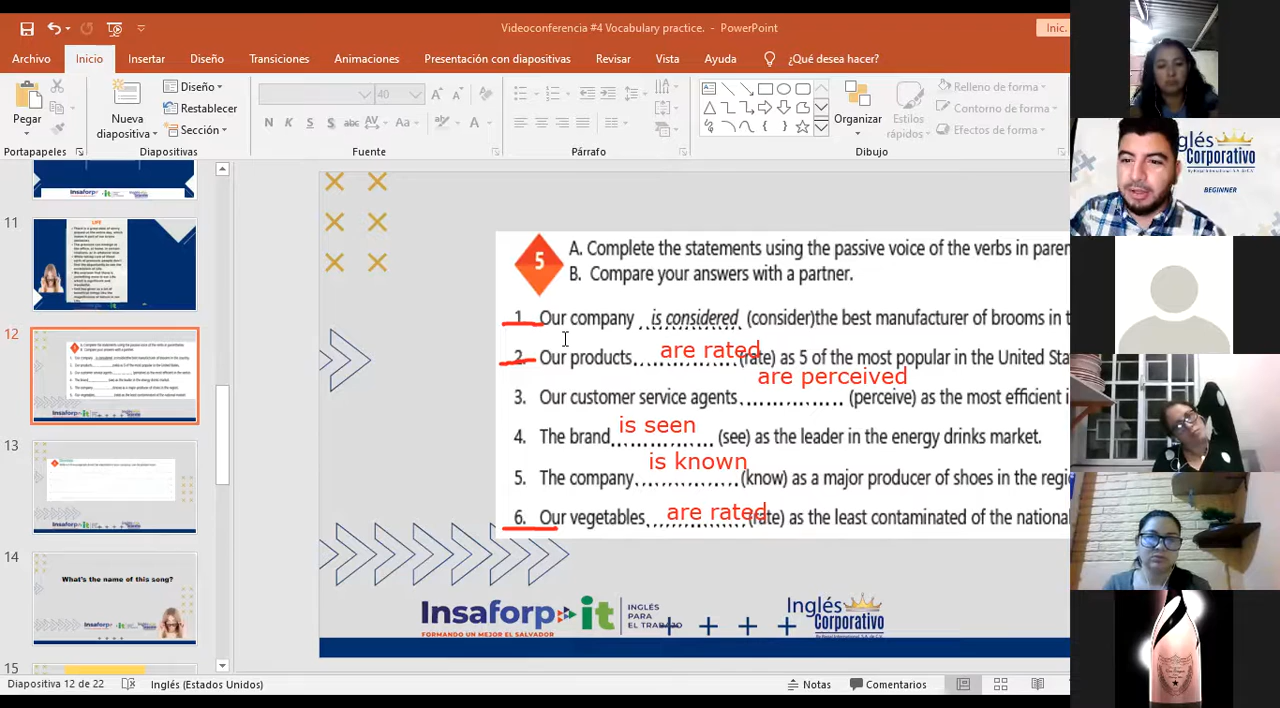 Videoconferencia #4 Vocabulary practice. - PowerPoint
Inic.
Archivo Inicio Insertar Diseño Transiciones Animaciones Presentación con diapositivas Revisar Vista Ayuda ¿Qué desea hacer?
Pegar
Nueva diapositiva
Diseño
Restablecer
Sección
40
N K S S abc AV Aa A
Organizar
Estilos rápidos
Relleno de forma
Contorno de forma
Efectos de forma
Portapapeles Diapositivas Fuente Párrafo Dibujo
11
LIFE
12
13
14
What's the name of this song?
15
5
A. Complete the statements using the passive voice of the verbs in paren
B. Compare your answers with a partner.
1. Our company is considered (consider)the best manufacturer of brooms in t
are rated
2. Our products (rate) as 5 of the most popular in the United Sta
are perceived
3. Our customer service agents (perceive) as the most efficient i
is seen
4. The brand (see) as the leader in the energy drinks market.
is known
5. The company (know) as a major producer of shoes in the regi
are rated
6. Our vegetables (rate) as the least contaminated of the national
Insaforp it
FORMANDO UN MEJOR EL SALVADOR
INGLÉS
PARA
EL TRABAJO
Inglés
Corporativo
nglés
Corporativo
BEGINNER
Diapositiva 12 de 22 Inglés (Estados Unidos) Notas Comentarios